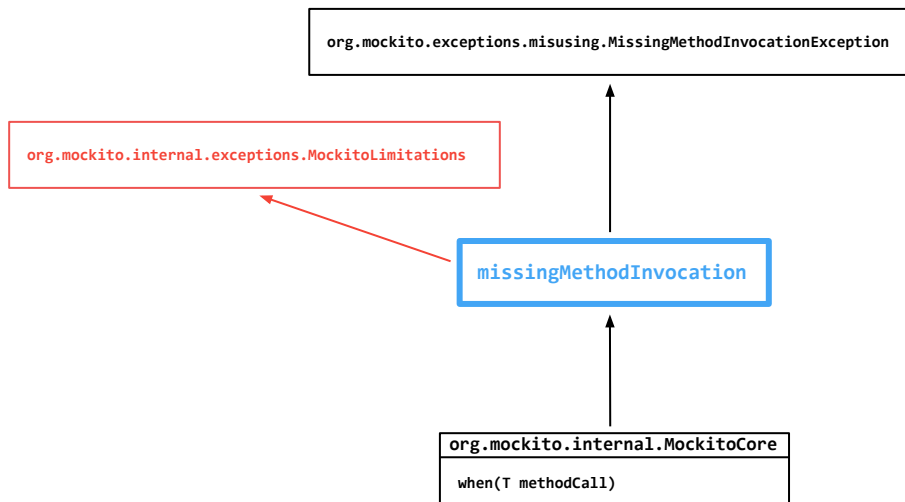 org.mockito.exceptions.misusing.MissingMethodInvocationException
org.mockito.internal.exceptions.MockitoLimitations
missingMethodInvocation
org.mockito.internal.MockitoCore
when(T methodCall)